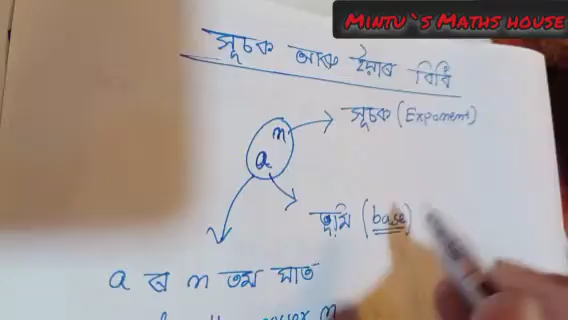 Mintu`s Maths house
সূচক আৰু ইয়াৰ বিধি
n সূচক (Exponent)
a
ভূমি (base)
a ৰ n তম ঘাত